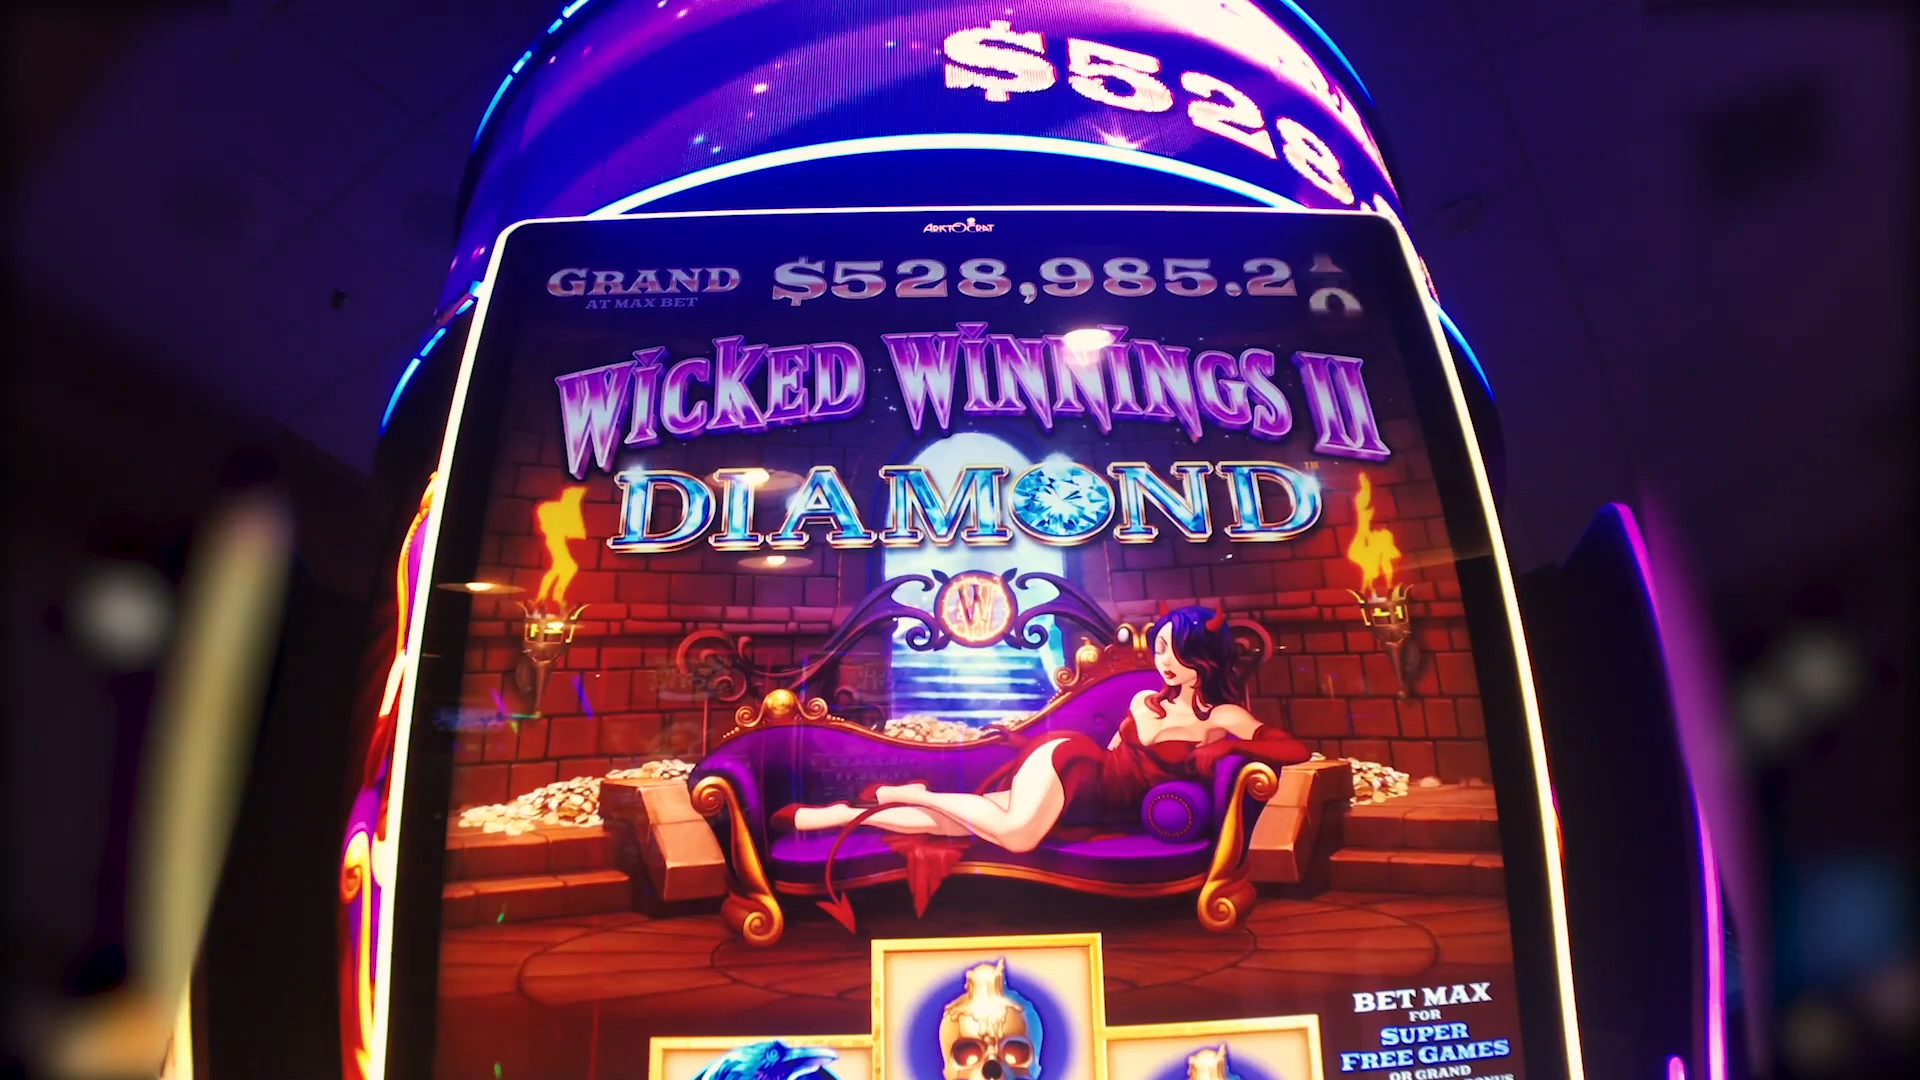 $528
ARISTOCRAT
GRAND $528,985.2
AT MAX BET
WICKED WINNINGS II
DIAMOND™
W
BET MAX
FOR
SUPER
FREE GAMES
OR GRAND